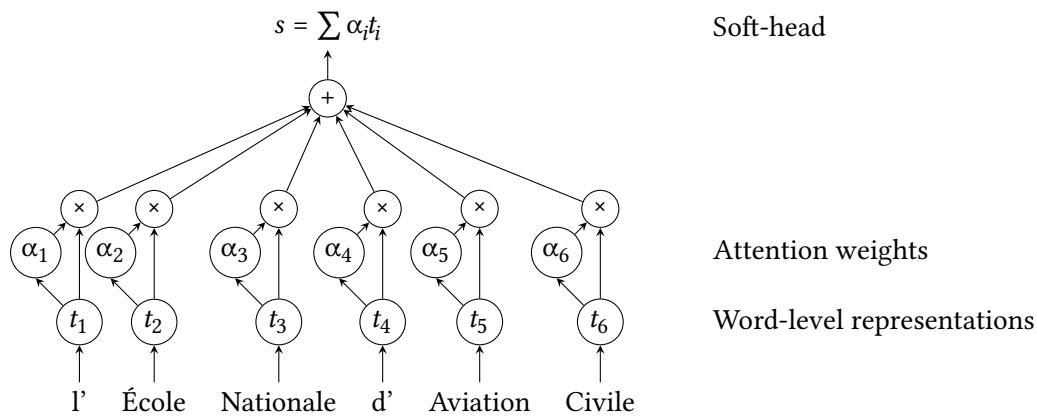 s = ∑ αᵢtᵢ Soft-head
+
× × × × × ×
α₁ α₂ α₃ α₄ α₅ α₆ Attention weights
t₁ t₂ t₃ t₄ t₅ t₆ Word-level representations
l’ École Nationale d’ Aviation Civile